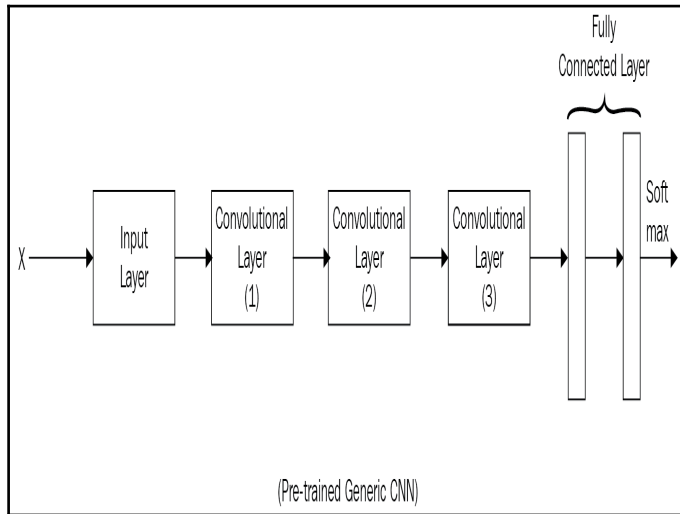 Fully
Connected Layer
X
Input
Layer
Convolutional
Layer
(1)
Convolutional
Layer
(2)
Convolutional
Layer
(3)
Soft
max
(Pre-trained Generic CNN)